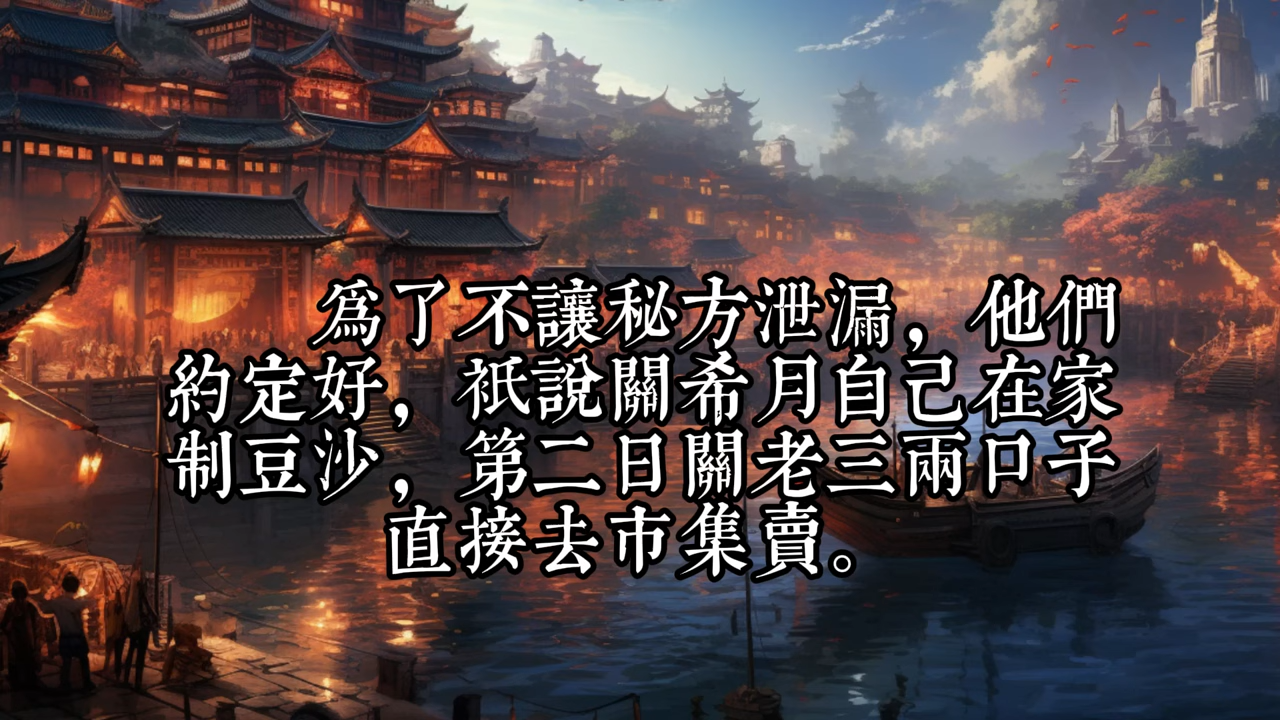 爲了不讓秘方泄漏，他們
約定好，祇說關希月自己在家
制豆沙，第二日關老三兩口子
直接去市集賣。